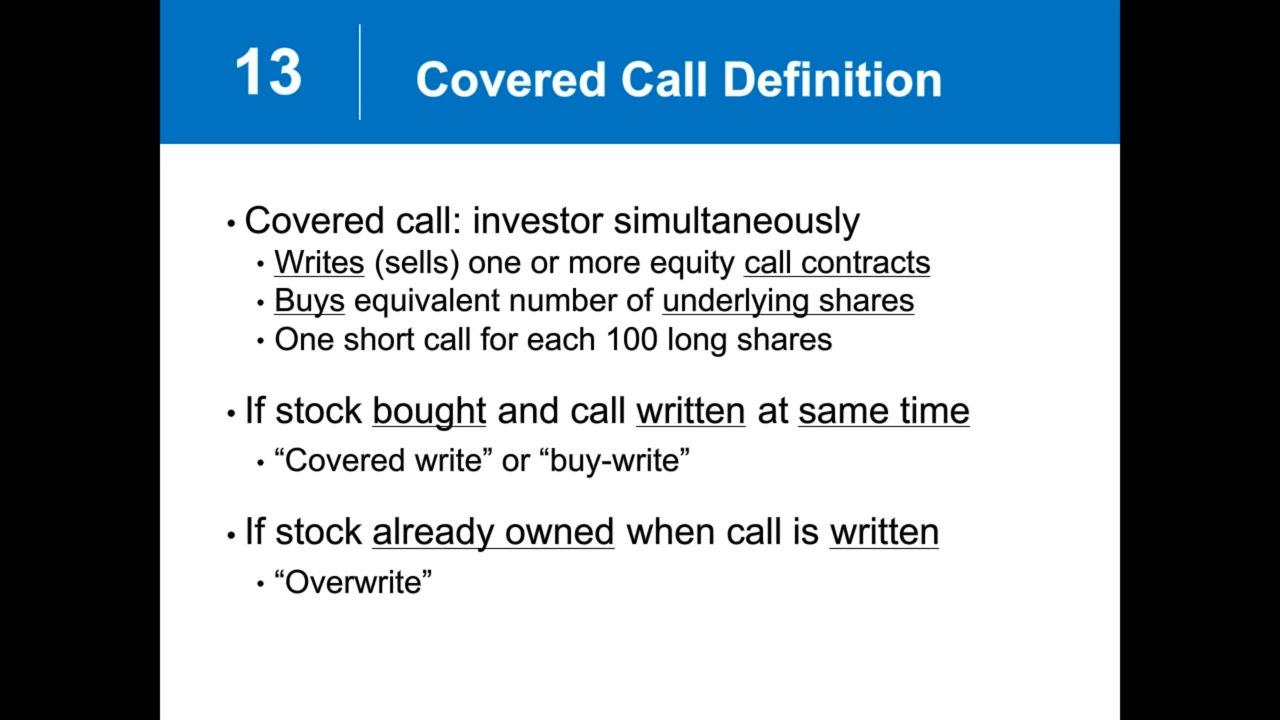 13
Covered Call Definition
• Covered call: investor simultaneously
• Writes (sells) one or more equity call contracts
• Buys equivalent number of underlying shares
• One short call for each 100 long shares
• If stock bought and call written at same time
• “Covered write” or “buy-write”
• If stock already owned when call is written
• “Overwrite”